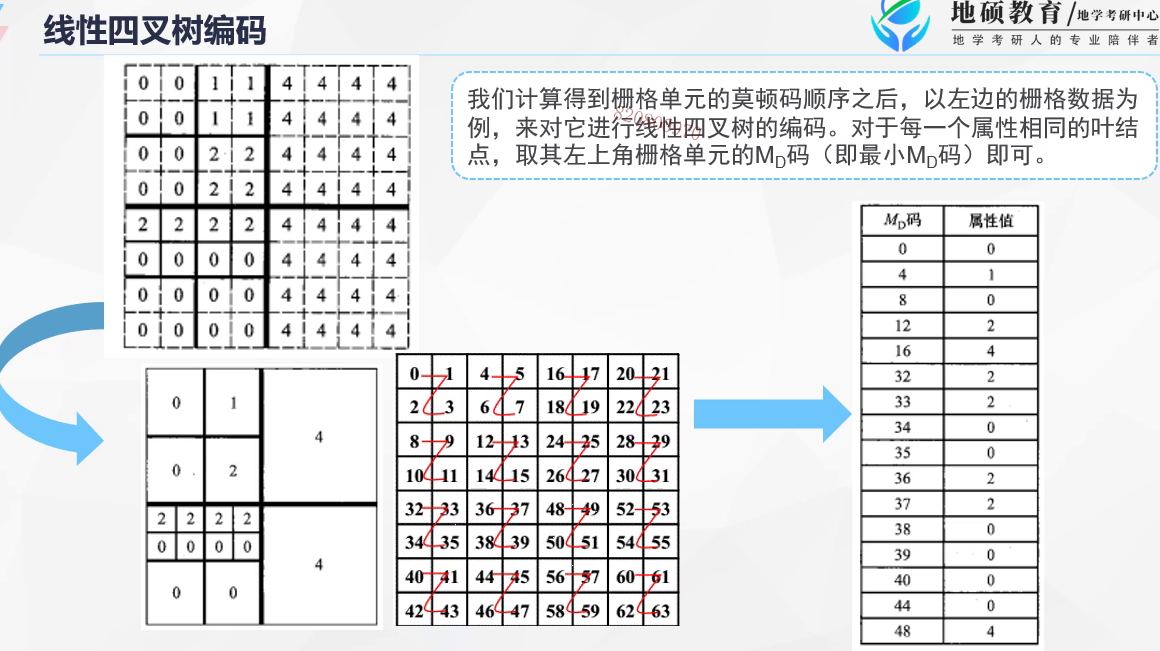 线性四叉树编码
地硕教育/地学考研中心
地学考研人的专业陪伴者
0 0 1 1 4 4 4 4
0 0 1 1 4 4 4 4
0 0 2 2 4 4 4 4
0 0 2 2 4 4 4 4
2 2 2 2 4 4 4 4
0 0 0 0 4 4 4 4
0 0 0 0 4 4 4 4
0 0 0 0 4 4 4 4
我们计算得到栅格单元的莫顿码顺序之后，以左边的栅格数据为
例，来对它进行线性四叉树的编码。对于每一个属性相同的叶结
点，取其左上角栅格单元的MD码（即最小MD码）即可。
0 1
4
0 2
2 2 2 2
0 0 0 0
4
0 0
0 1 4 5 16 17 20 21
2 3 6 7 18 19 22 23
8 9 12 13 24 25 28 29
10 11 14 15 26 27 30 31
32 33 36 37 48 49 52 53
34 35 38 39 50 51 54 55
40 41 44 45 56 57 60 61
42 43 46 47 58 59 62 63
MD码 属性值
0 0
4 1
8 0
12 2
16 4
32 2
33 2
34 0
35 0
36 2
37 2
38 0
39 0
40 0
44 0
48 4